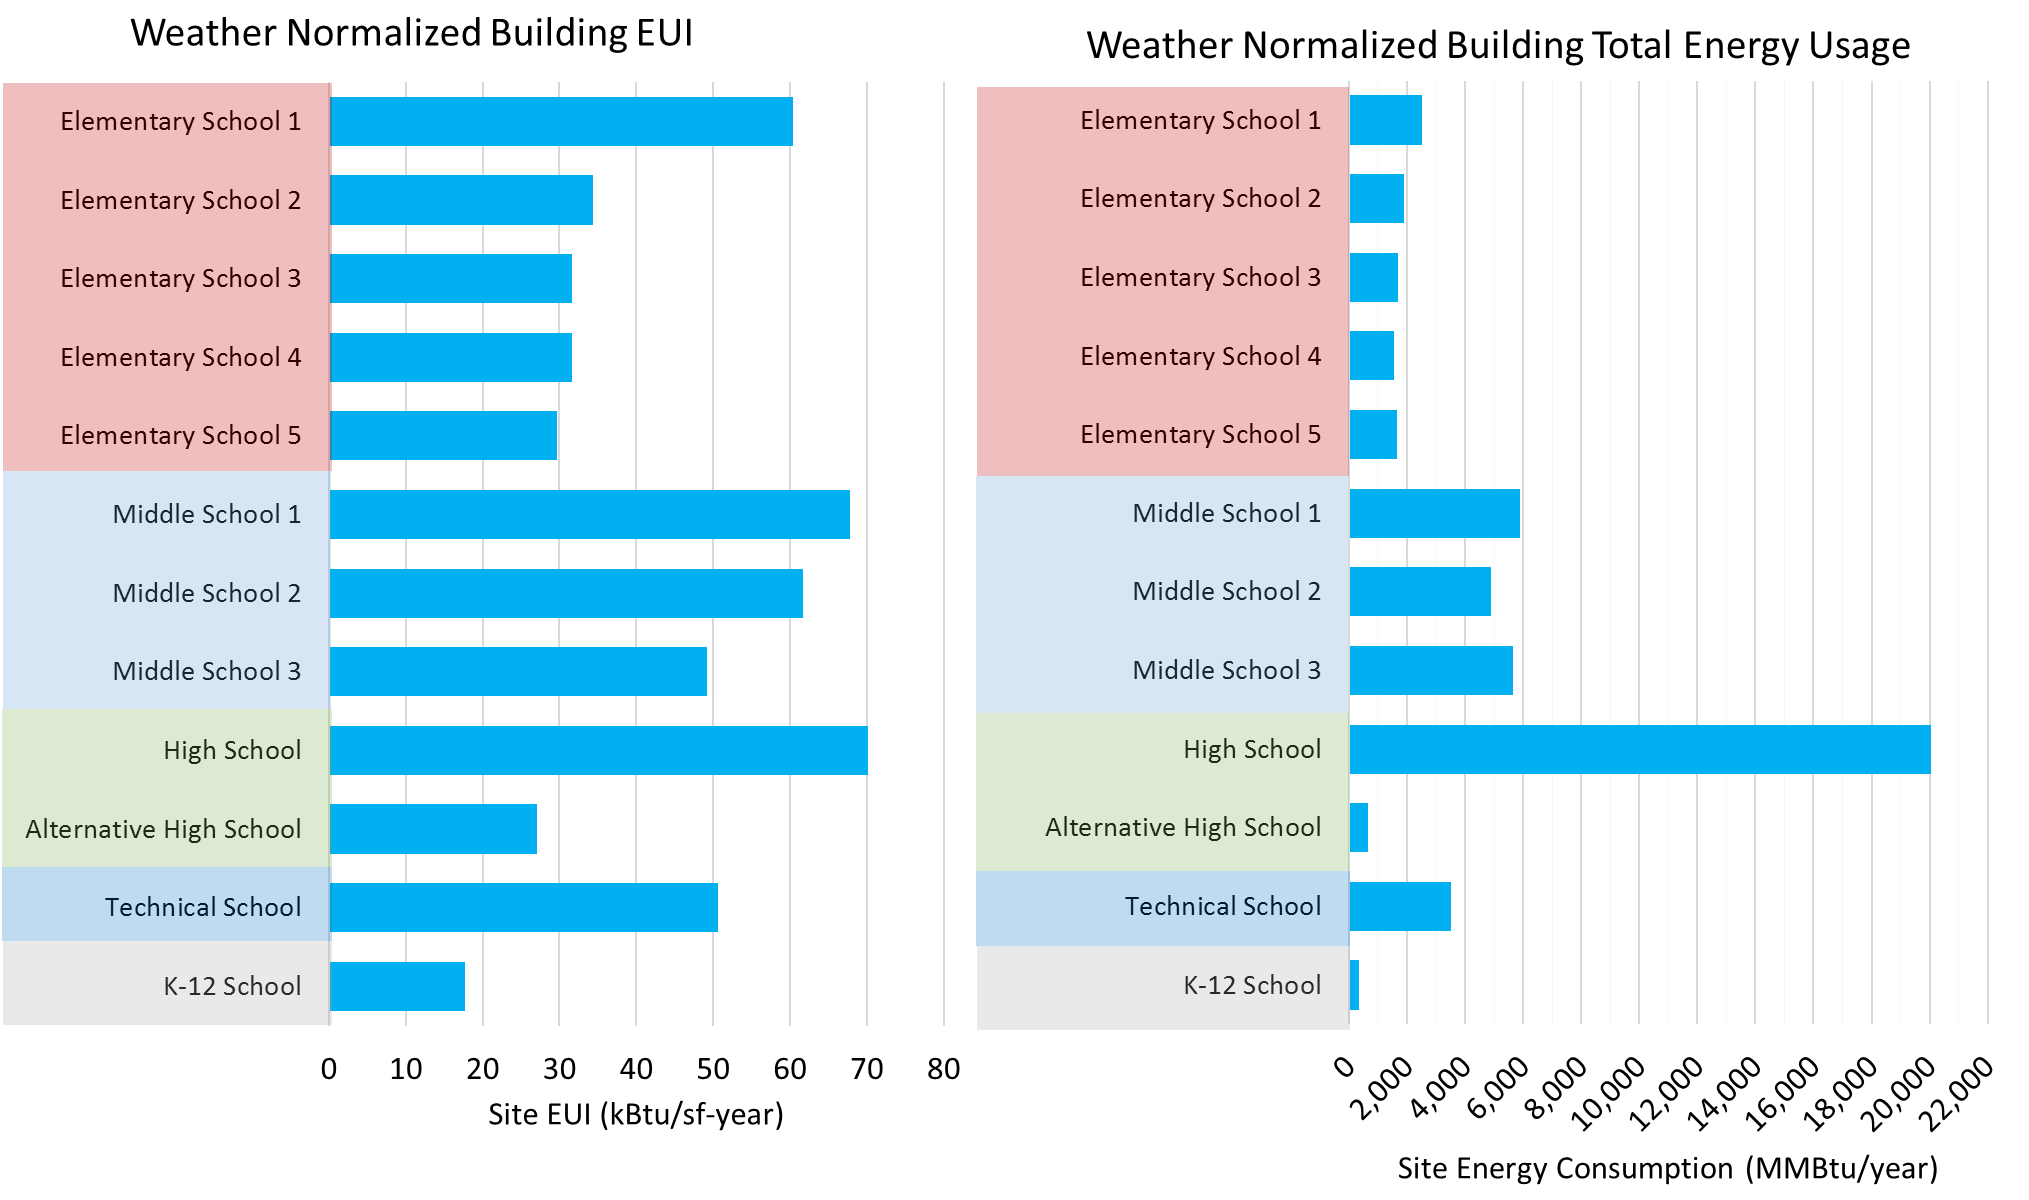 Weather Normalized Building EUI
Elementary School 1
Elementary School 2
Elementary School 3
Elementary School 4
Elementary School 5
Middle School 1
Middle School 2
Middle School 3
High School
Alternative High School
Technical School
K-12 School
0 10 20 30 40 50 60 70 80
Site EUI (kBtu/sf-year)
Weather Normalized Building Total Energy Usage
Elementary School 1
Elementary School 2
Elementary School 3
Elementary School 4
Elementary School 5
Middle School 1
Middle School 2
Middle School 3
High School
Alternative High School
Technical School
K-12 School
0 2,000 4,000 6,000 8,000 10,000 12,000 14,000 16,000 18,000 20,000 22,000
Site Energy Consumption (MMBtu/year)